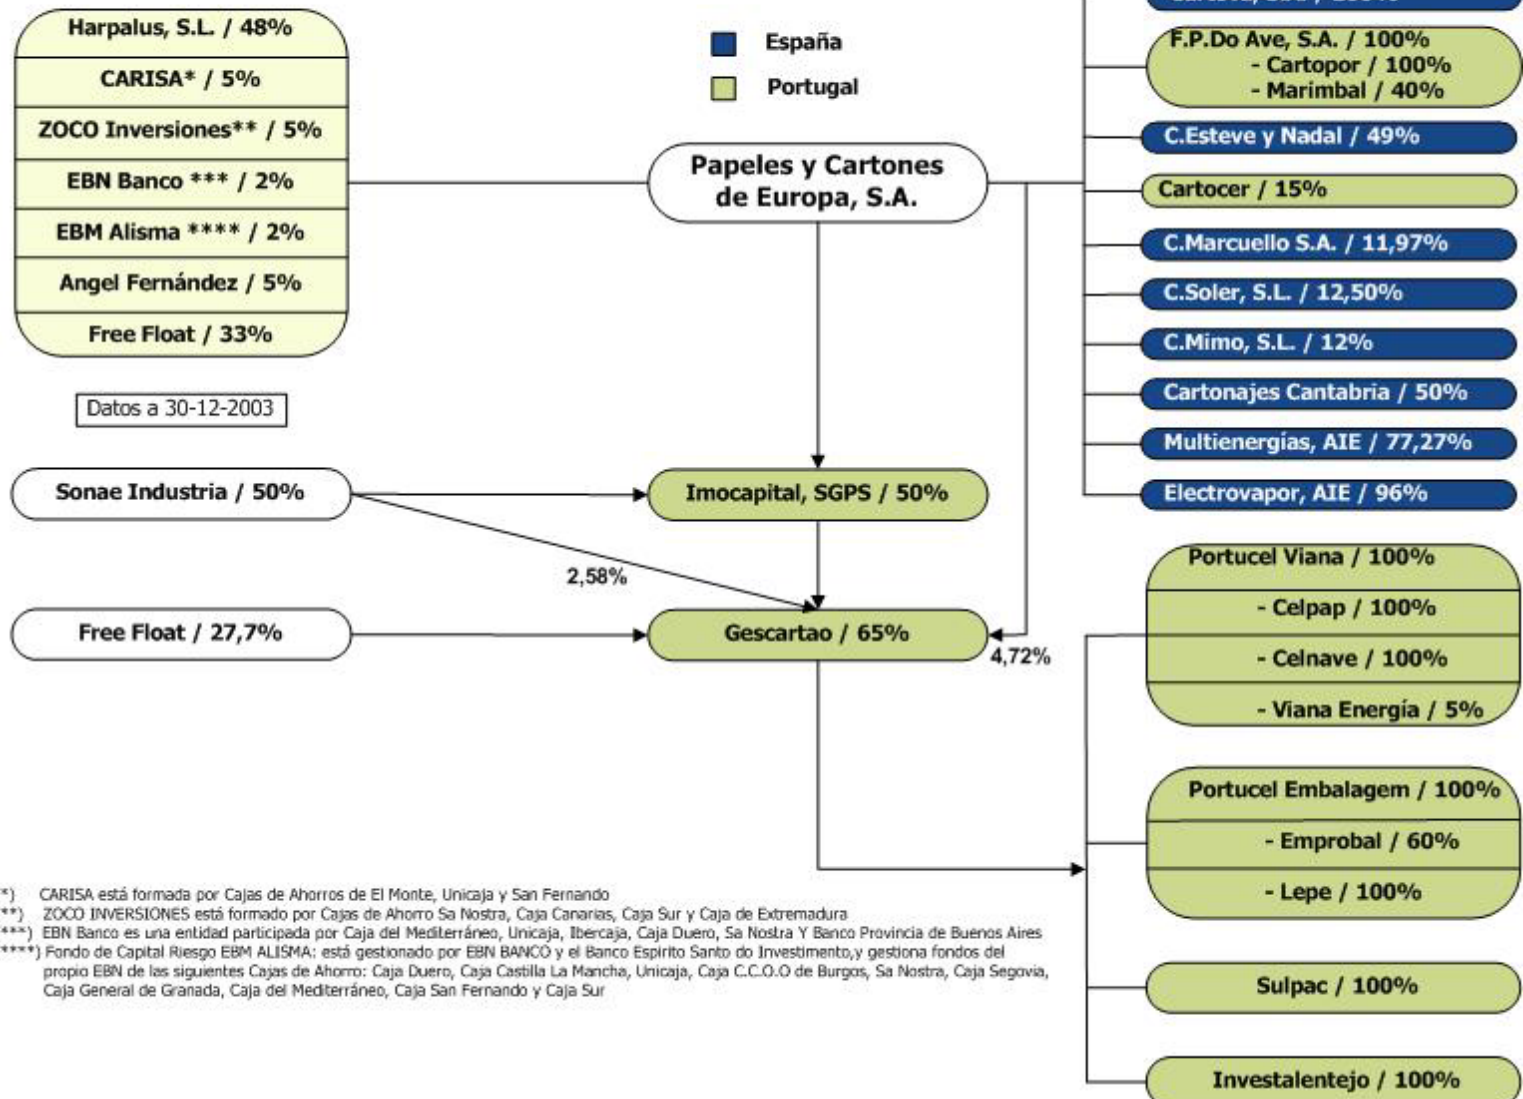 Harpalus, S.L. / 48%
CARISA* / 5%
ZOCO Inversiones** / 5%
EBN Banco *** / 2%
EBM Alisma **** / 2%
Angel Fernández / 5%
Free Float / 33%
Datos a 30-12-2003
España
Portugal
Papeles y Cartones
de Europa, S.A.
F.P.Do Ave, S.A. / 100%
- Cartopor / 100%
- Marimbal / 40%
C.Esteve y Nadal / 49%
Cartocer / 15%
C.Marcuello S.A. / 11,97%
C.Soler, S.L. / 12,50%
C.Mimo, S.L. / 12%
Cartonajes Cantabria / 50%
Multienergías, AIE / 77,27%
Electrovapor, AIE / 96%
Sonae Industria / 50%
Imocapital, SGPS / 50%
2,58%
Free Float / 27,7%
Gescartao / 65%
4,72%
Portucel Viana / 100%
- Celpap / 100%
- Celnave / 100%
- Viana Energía / 5%
Portucel Embalagem / 100%
- Emprobal / 60%
- Lepe / 100%
Sulpac / 100%
Investalentejo / 100%
*) CARISA está formada por Cajas de Ahorros de El Monte, Unicaja y San Fernando
**) ZOCO INVERSIONES está formado por Cajas de Ahorro Sa Nostra, Caja Canarias, Caja Sur y Caja de Extremadura
***) EBN Banco es una entidad participada por Caja del Mediterráneo, Unicaja, Ibercaja, Caja Duero, Sa Nostra Y Banco Provincia de Buenos Aires
****) Fondo de Capital Riesgo EBM ALISMA: está gestionado por EBN BANCO y el Banco Espirito Santo do Investimento,y gestiona fondos del
propio EBN de las siguientes Cajas de Ahorro: Caja Duero, Caja Castilla La Mancha, Unicaja, Caja C.C.O.O de Burgos, Sa Nostra, Caja Segovia,
Caja General de Granada, Caja del Mediterráneo, Caja San Fernando y Caja Sur